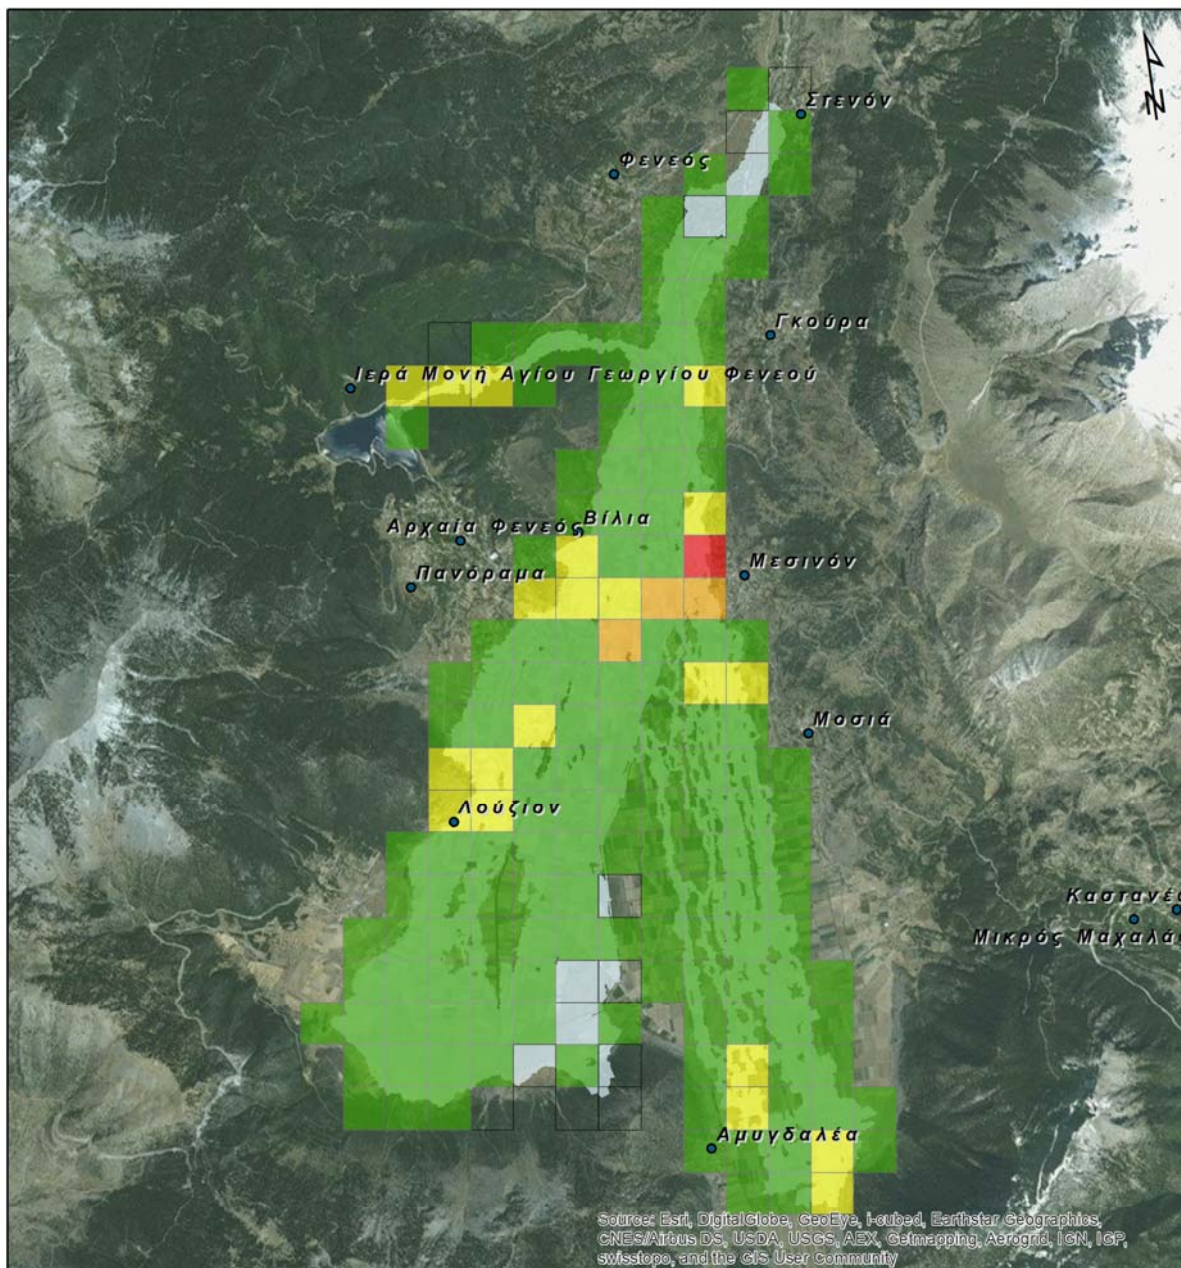 N
Στενόν
Φενεός
Γκούρα
Ιερά Μονή Αγίου Γεωργίου Φενεού
Βίλια
Αρχαία Φενεός
Μεσινόν
Πανόραμα
Μοσιά
Λούζιον
Καστανέα
Μικρός Μαχαλάς
Αμυγδαλέα
Source: Esri, DigitalGlobe, GeoEye, i-cubed, Earthstar Geographics,
CNES/Airbus DS, USDA, USGS, AEX, Getmapping, Aerogrid, IGN, IGP,
swisstopo, and the GIS User Community